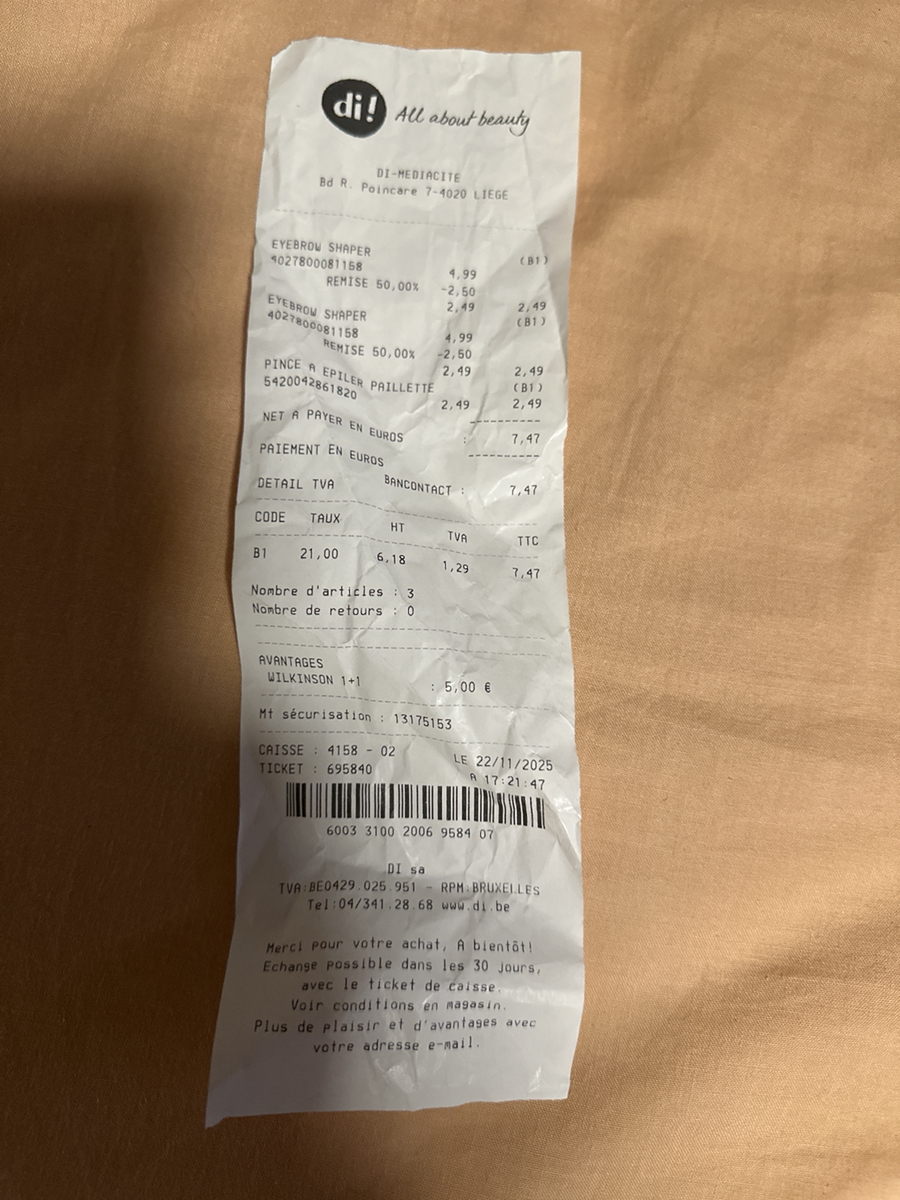 di! All about beauty
DI-MEDIACITE
Bd R. Poincare 7-4020 LIEGE
EYEBROW SHAPER (B1)
4027800081158 4,99
REMISE 50,00% -2,50
2,49 2,49
EYEBROW SHAPER (B1)
4027800081158 4,99
REMISE 50,00% -2,50
2,49 2,49
PINCE A EPILER PAILLETTE (B1)
5420042861820 2,49 2,49
NET A PAYER EN EUROS : 7,47
PAIEMENT EN EUROS
BANCONTACT : 7,47
DETAIL TVA
CODE TAUX HT TVA TTC
B1 21,00 6,18 1,29 7,47
Nombre d'articles : 3
Nombre de retours : 0
AVANTAGES
WILKINSON 1+1 : 5,00 €
Mt sécurisation : 13175153
CAISSE : 4158 - 02 LE 22/11/2025
TICKET : 695840 A 17:21:47
6003 3100 2006 9584 07
DI sa
TVA:BE0429.025.951 - RPM:BRUXELLES
Tel:04/341.28.68 www.di.be
Merci pour votre achat, A bientôt!
Echange possible dans les 30 jours,
avec le ticket de caisse.
Voir conditions en magasin.
Plus de plaisir et d'avantages avec
votre adresse e-mail.